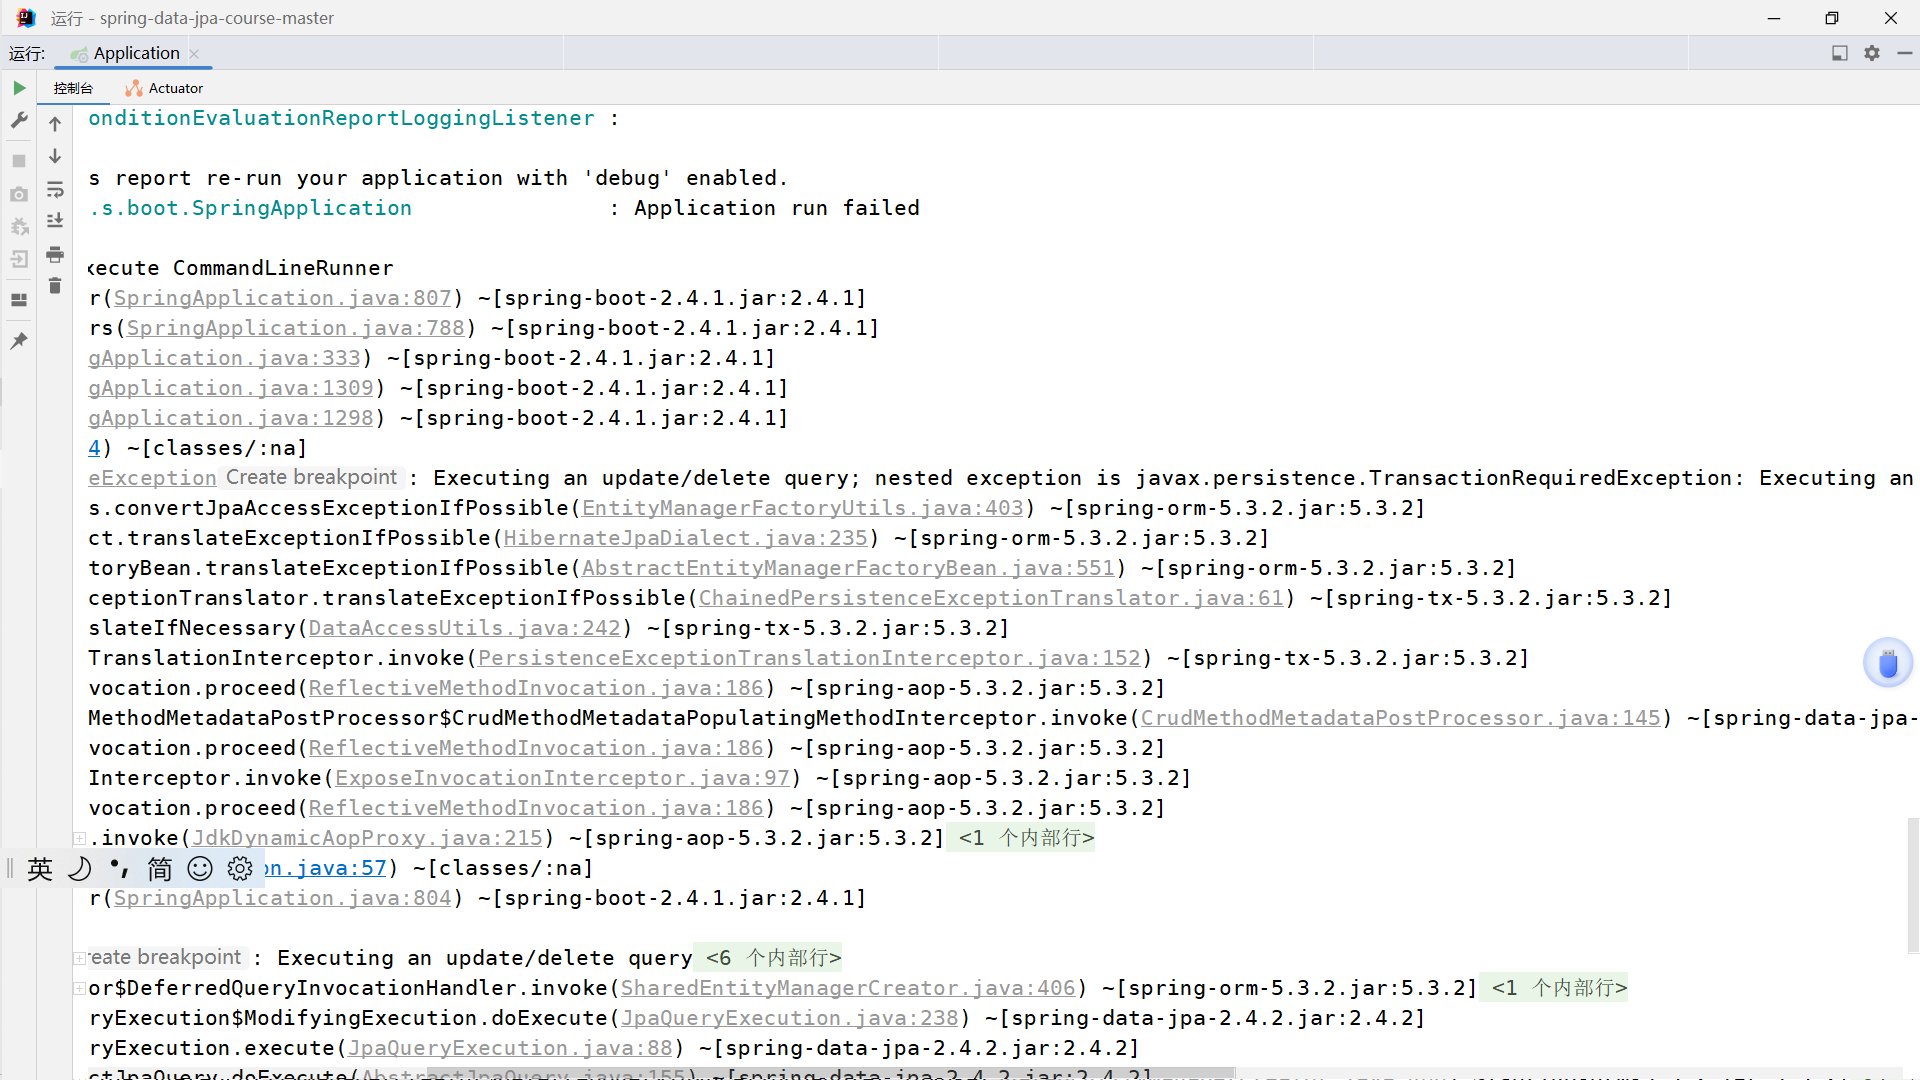 运行 - spring-data-jpa-course-master
运行: Application
控制台 Actuator
onditionEvaluationReportLoggingListener :
s report re-run your application with 'debug' enabled.
.s.boot.SpringApplication : Application run failed
xecute CommandLineRunner
r(SpringApplication.java:807) ~[spring-boot-2.4.1.jar:2.4.1]
rs(SpringApplication.java:788) ~[spring-boot-2.4.1.jar:2.4.1]
gApplication.java:333) ~[spring-boot-2.4.1.jar:2.4.1]
gApplication.java:1309) ~[spring-boot-2.4.1.jar:2.4.1]
gApplication.java:1298) ~[spring-boot-2.4.1.jar:2.4.1]
4) ~[classes/:na]
eException Create breakpoint : Executing an update/delete query; nested exception is javax.persistence.TransactionRequiredException: Executing an
s.convertJpaAccessExceptionIfPossible(EntityManagerFactoryUtils.java:403) ~[spring-orm-5.3.2.jar:5.3.2]
ct.translateExceptionIfPossible(HibernateJpaDialect.java:235) ~[spring-orm-5.3.2.jar:5.3.2]
toryBean.translateExceptionIfPossible(AbstractEntityManagerFactoryBean.java:551) ~[spring-orm-5.3.2.jar:5.3.2]
ceptionTranslator.translateExceptionIfPossible(ChainedPersistenceExceptionTranslator.java:61) ~[spring-tx-5.3.2.jar:5.3.2]
slateIfNecessary(DataAccessUtils.java:242) ~[spring-tx-5.3.2.jar:5.3.2]
TranslationInterceptor.invoke(PersistenceExceptionTranslationInterceptor.java:152) ~[spring-tx-5.3.2.jar:5.3.2]
vocation.proceed(ReflectiveMethodInvocation.java:186) ~[spring-aop-5.3.2.jar:5.3.2]
MethodMetadataPostProcessor$CrudMethodMetadataPopulatingMethodInterceptor.invoke(CrudMethodMetadataPostProcessor.java:145) ~[spring-data-jpa-
vocation.proceed(ReflectiveMethodInvocation.java:186) ~[spring-aop-5.3.2.jar:5.3.2]
Interceptor.invoke(ExposeInvocationInterceptor.java:97) ~[spring-aop-5.3.2.jar:5.3.2]
vocation.proceed(ReflectiveMethodInvocation.java:186) ~[spring-aop-5.3.2.jar:5.3.2]
.invoke(JdkDynamicAopProxy.java:215) ~[spring-aop-5.3.2.jar:5.3.2] <1 个内部行>
英 简 on.java:57) ~[classes/:na]
r(SpringApplication.java:804) ~[spring-boot-2.4.1.jar:2.4.1]
reate breakpoint : Executing an update/delete query <6 个内部行>
or$DeferredQueryInvocationHandler.invoke(SharedEntityManagerCreator.java:406) ~[spring-orm-5.3.2.jar:5.3.2] <1 个内部行>
ryExecution$ModifyingExecution.doExecute(JpaQueryExecution.java:238) ~[spring-data-jpa-2.4.2.jar:2.4.2]
ryExecution.execute(JpaQueryExecution.java:88) ~[spring-data-jpa-2.4.2.jar:2.4.2]
ctJpaQuery.doExecute(AbstractJpaQuery.java:155) ~[spring-data-jpa-2.4.2.jar:2.4.2]